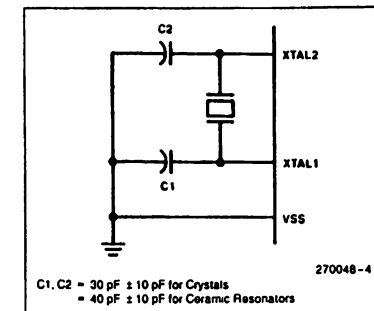 C2
XTAL2
XTAL1
C1
VSS
270048-4
C1, C2 = 30 pF ± 10 pF for Crystals
= 40 pF ± 10 pF for Ceramic Resonators